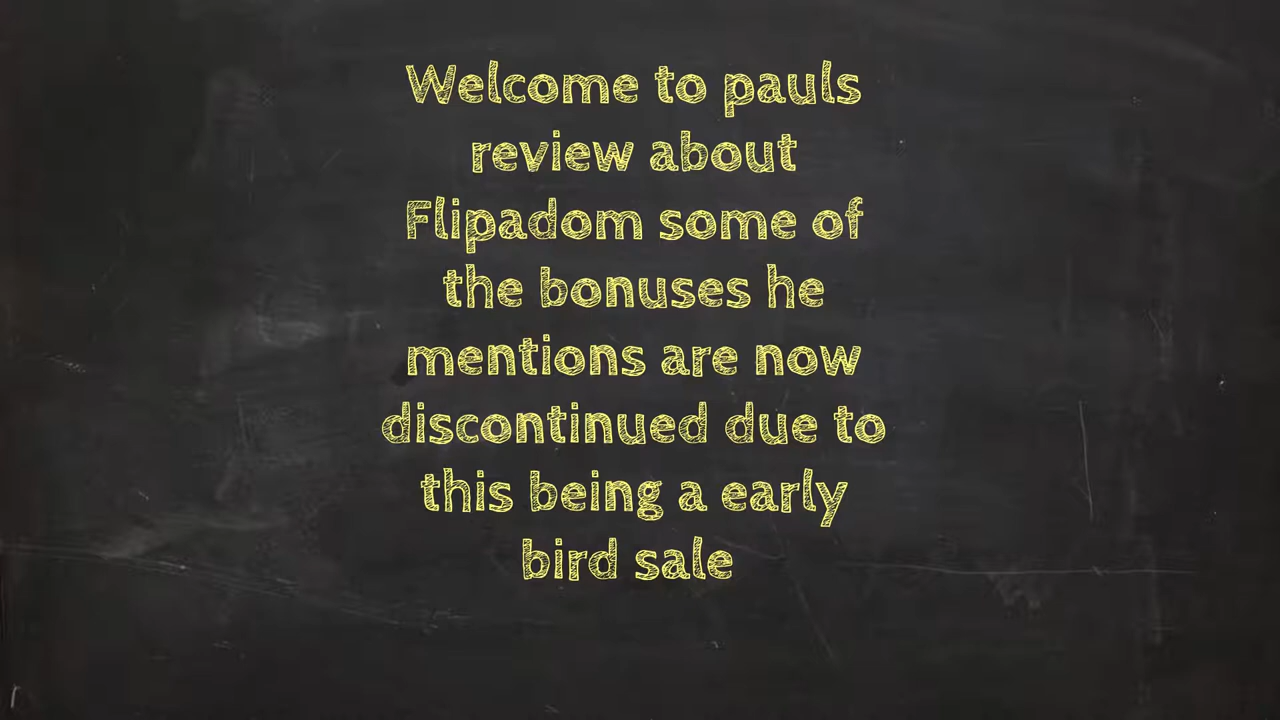 Welcome to pauls
review about
Flipadom some of
the bonuses he
mentions are now
discontinued due to
this being a early
bird sale